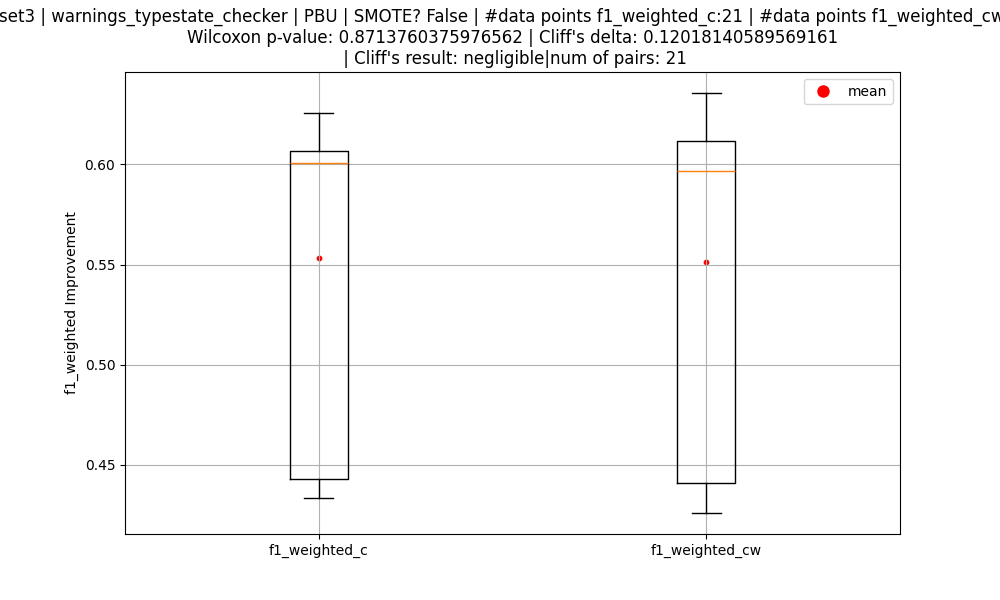 set3 | warnings_typestate_checker | PBU | SMOTE? False | #data points f1_weighted_c:21 | #data points f1_weighted_cw
Wilcoxon p-value: 0.8713760375976562 | Cliff's delta: 0.12018140589569161
| Cliff's result: negligible|num of pairs: 21
mean
f1_weighted Improvement
0.60
0.55
0.50
0.45
f1_weighted_c
f1_weighted_cw